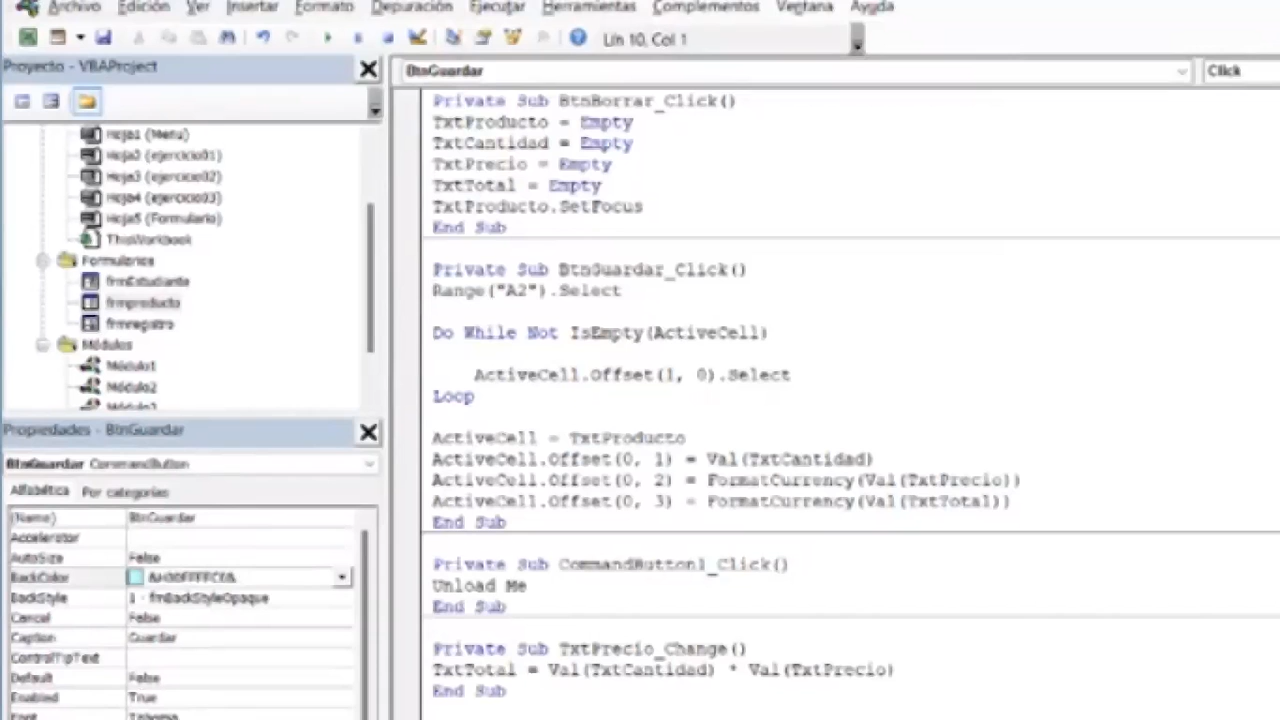 Archivo Edición Ver Insertar Formato Depuración Ejecutar Herramientas Complementos Ventana Ayuda
Lín 10, Col 1
Proyecto - VBAProject
Hoja1 (Menu)
Hoja2 (ejercicio01)
Hoja3 (ejercicio02)
Hoja4 (ejercicio03)
Hoja5 (Formulario)
ThisWorkbook
Formularios
frmEstudiante
frmproducto
frmregistro
Módulos
Módulo1
Módulo2
Módulo3
Propiedades - BtnGuardar
BtnGuardar CommandButton
Alfabética Por categorías
(Name) BtnGuardar
Accelerator
AutoSize False
BackColor
BackStyle 1 - fmBackStyleOpaque
Cancel False
Caption Guardar
ControlTipText
Default False
Enabled True
Font Tahoma
BtnGuardar Click
Private Sub BtnBorrar_Click()
TxtProducto = Empty
TxtCantidad = Empty
TxtPrecio = Empty
TxtTotal = Empty
TxtProducto.SetFocus
End Sub
Private Sub BtnGuardar_Click()
Range("A2").Select
Do While Not IsEmpty(ActiveCell)
ActiveCell.Offset(1, 0).Select
Loop
ActiveCell = TxtProducto
ActiveCell.Offset(0, 1) = Val(TxtCantidad)
ActiveCell.Offset(0, 2) = FormatCurrency(Val(TxtPrecio))
ActiveCell.Offset(0, 3) = FormatCurrency(Val(TxtTotal))
End Sub
Private Sub CommandButton1_Click()
Unload Me
End Sub
Private Sub TxtPrecio_Change()
TxtTotal = Val(TxtCantidad) * Val(TxtPrecio)
End Sub